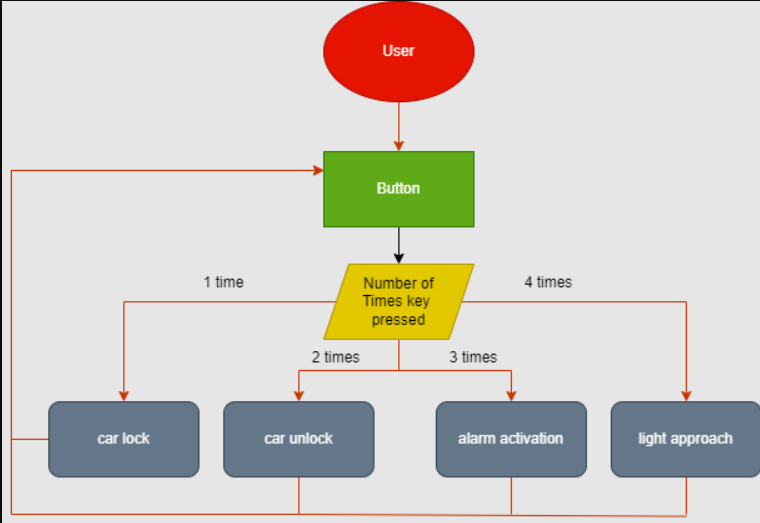 User
Button
1 time
Number of
Times key
pressed
4 times
2 times
3 times
car lock
car unlock
alarm activation
light approach